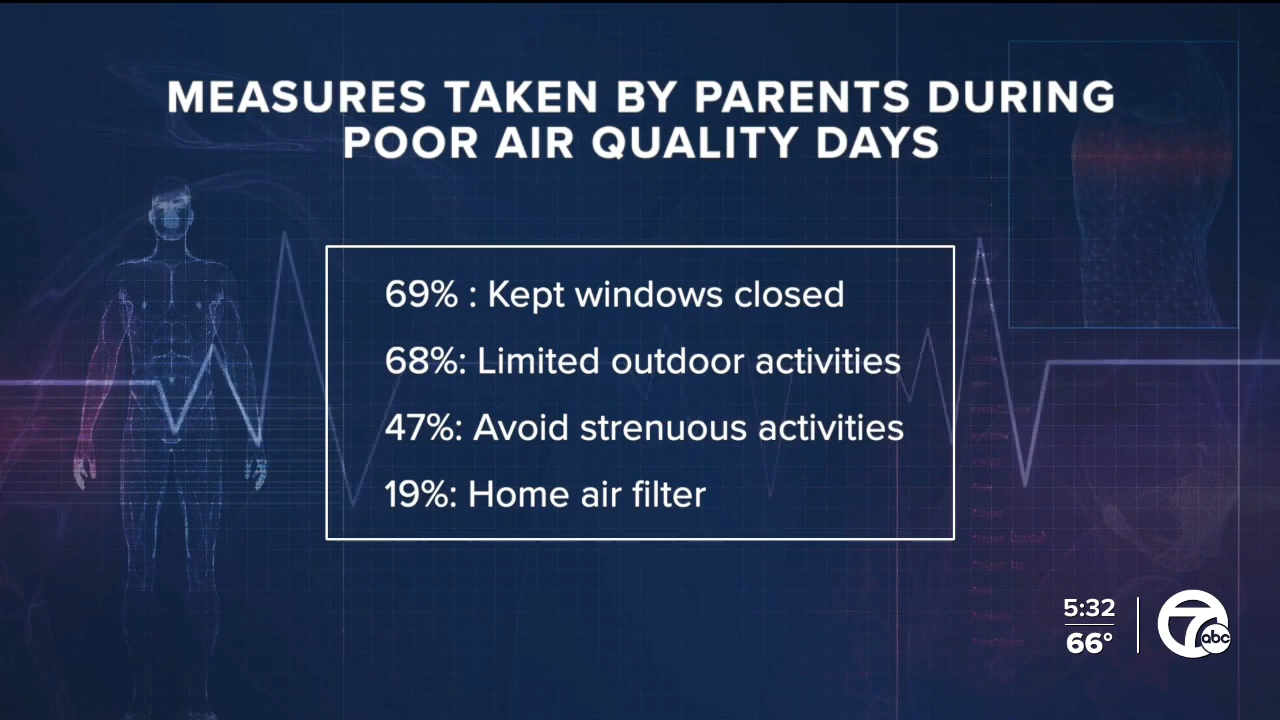 MEASURES TAKEN BY PARENTS DURING
POOR AIR QUALITY DAYS
69% : Kept windows closed
68%: Limited outdoor activities
47%: Avoid strenuous activities
19%: Home air filter
5:32
66°
7
abc